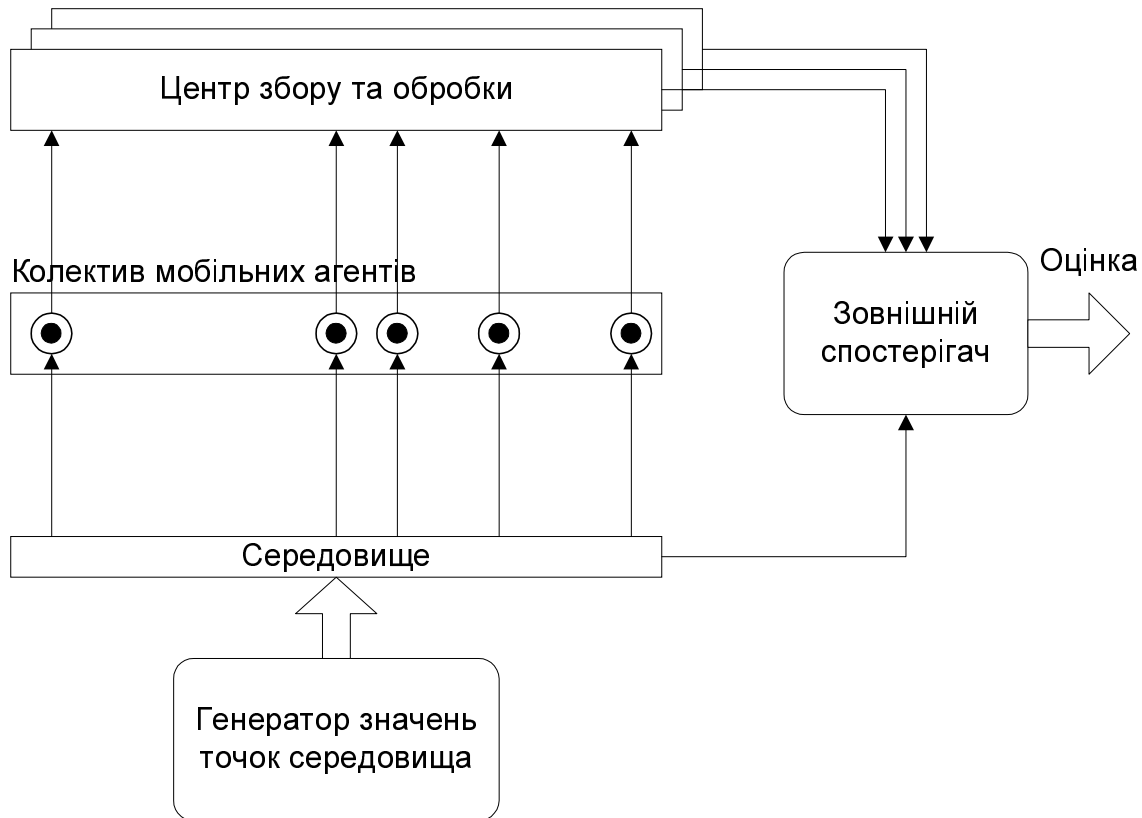 Центр збору та обробки
Колектив мобільних агентів
Оцінка
Зовнішній
спостерігач
Середовище
Генератор значень
точок середовища